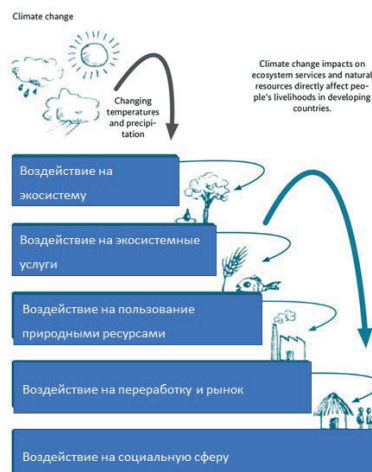 Climate change
Climate change impacts on
ecosystem services and natural
resources directly affect peo-
ple's livelihoods in developing
countries.
Changing
temperatures
and precipi-
tation
Воздействие на
экосистему
Воздействие на экосистемные
услуги
Воздействие на пользование
природными ресурсами
Воздействие на переработку и рынок
Воздействие на социальную сферу